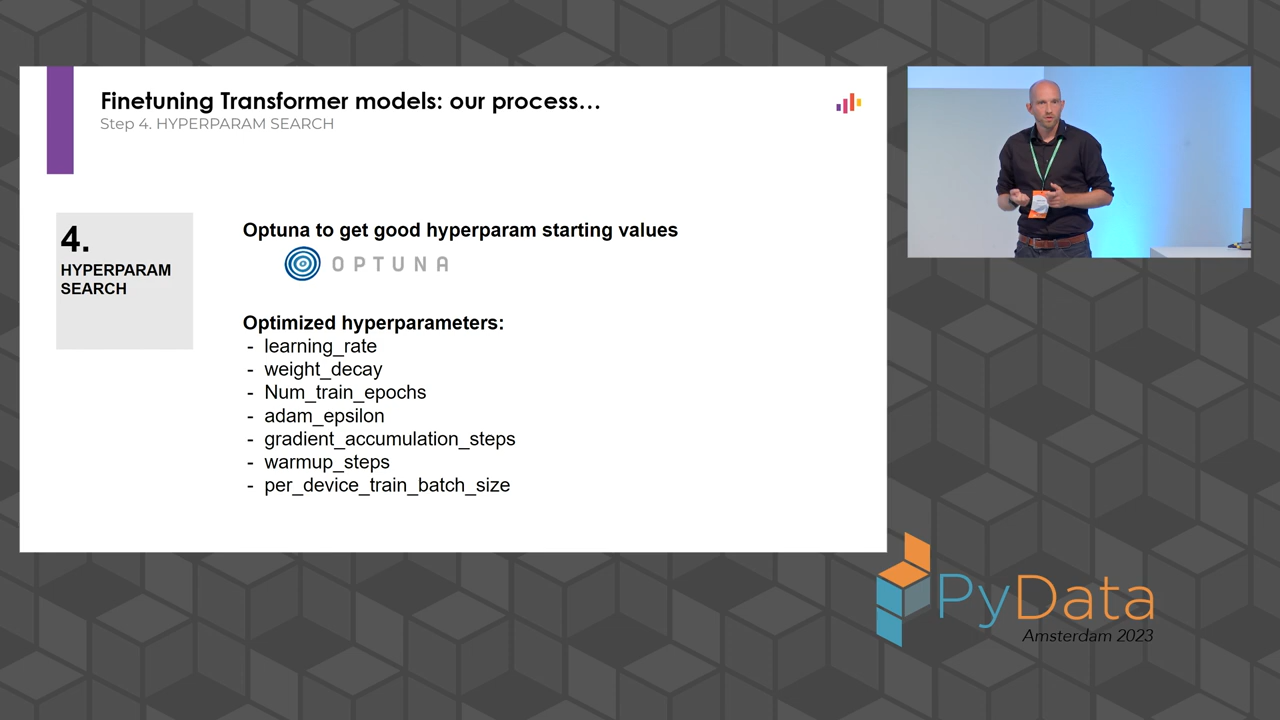 Finetuning Transformer models: our process…
Step 4. HYPERPARAM SEARCH
4.
HYPERPARAM
SEARCH
Optuna to get good hyperparam starting values
OPTUNA
Optimized hyperparameters:
- learning_rate
- weight_decay
- Num_train_epochs
- adam_epsilon
- gradient_accumulation_steps
- warmup_steps
- per_device_train_batch_size
PyData
Amsterdam 2023